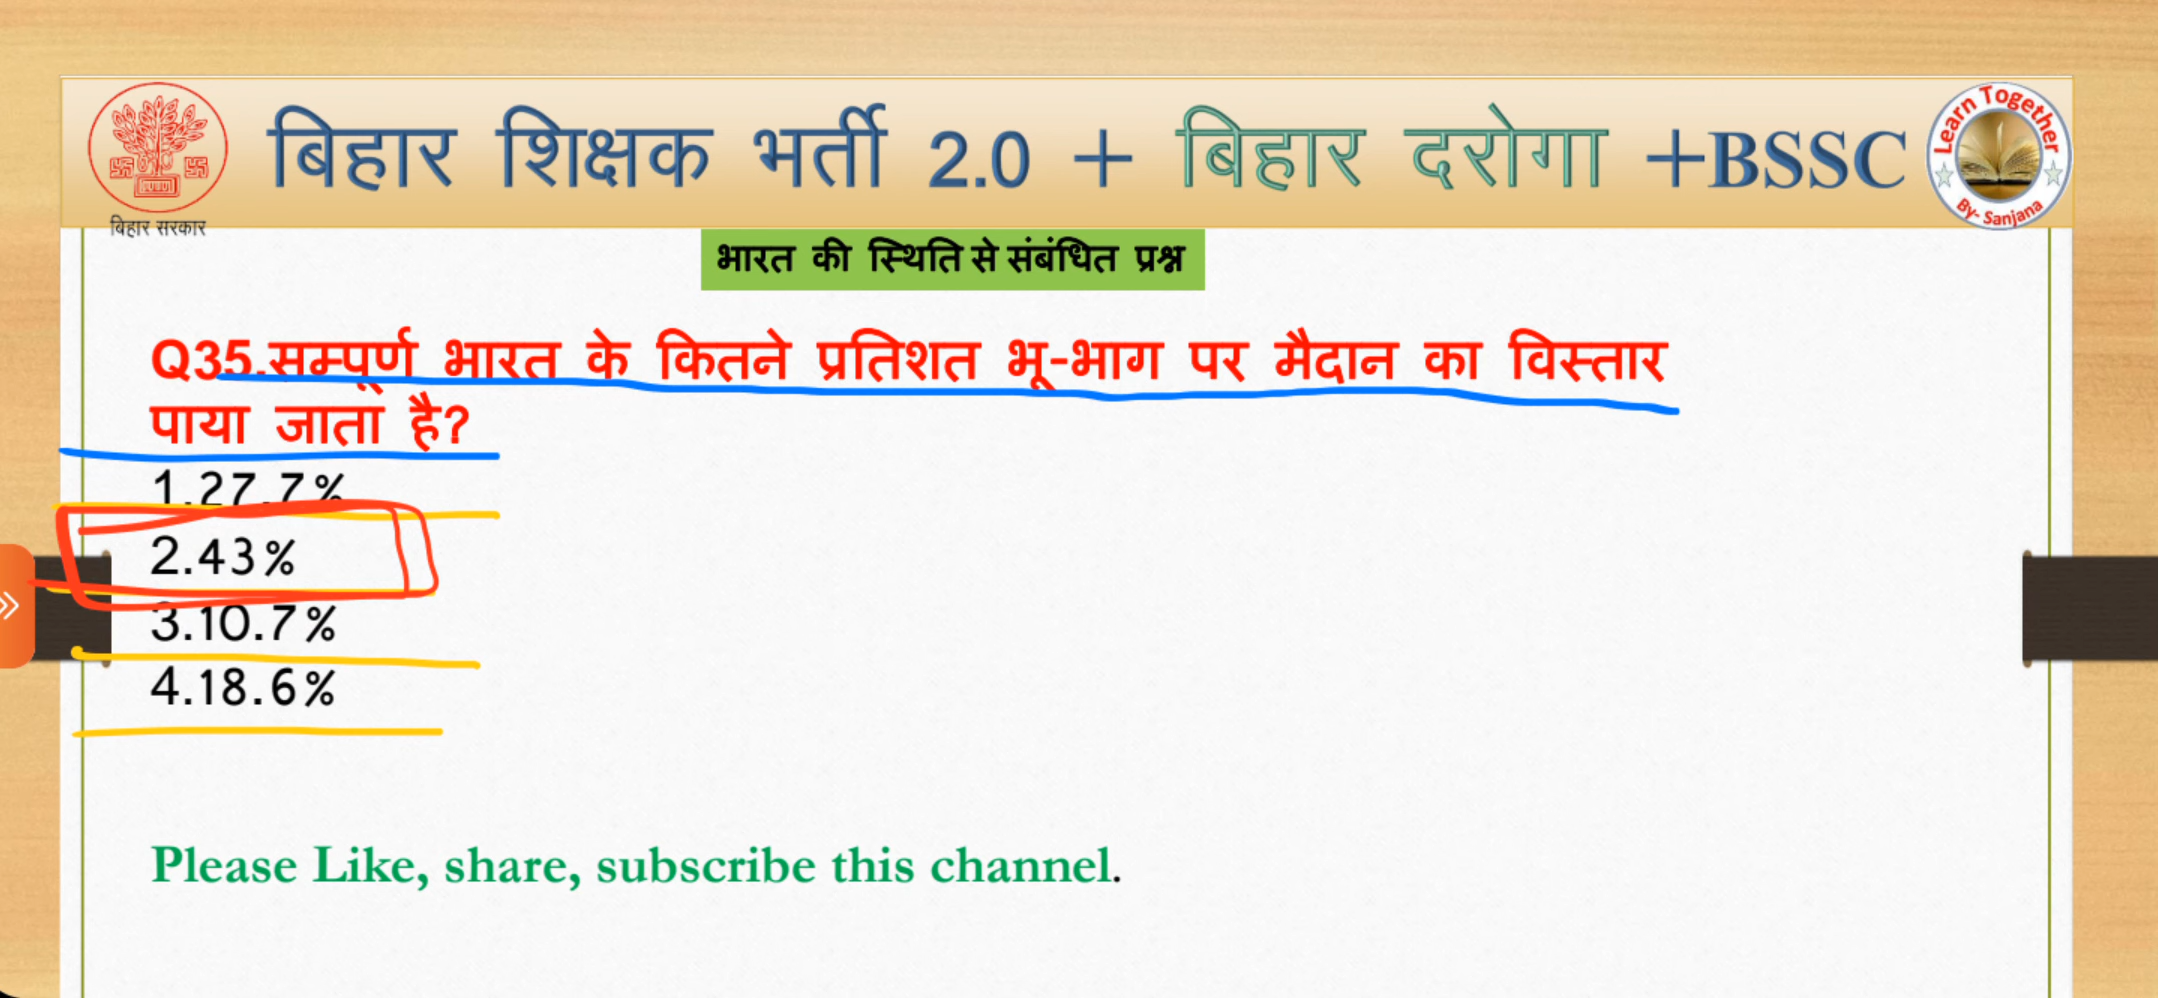 बिहार शिक्षक भर्ती 2.0 + बिहार दरोगा +BSSC
Learn Together
By- Sanjana
बिहार सरकार
भारत की स्थिति से संबंधित प्रश्न
Q35.सम्पूर्ण भारत के कितने प्रतिशत भू-भाग पर मैदान का विस्तार
पाया जाता है?
1.27.7%
2.43%
3.10.7%
4.18.6%
Please Like, share, subscribe this channel.